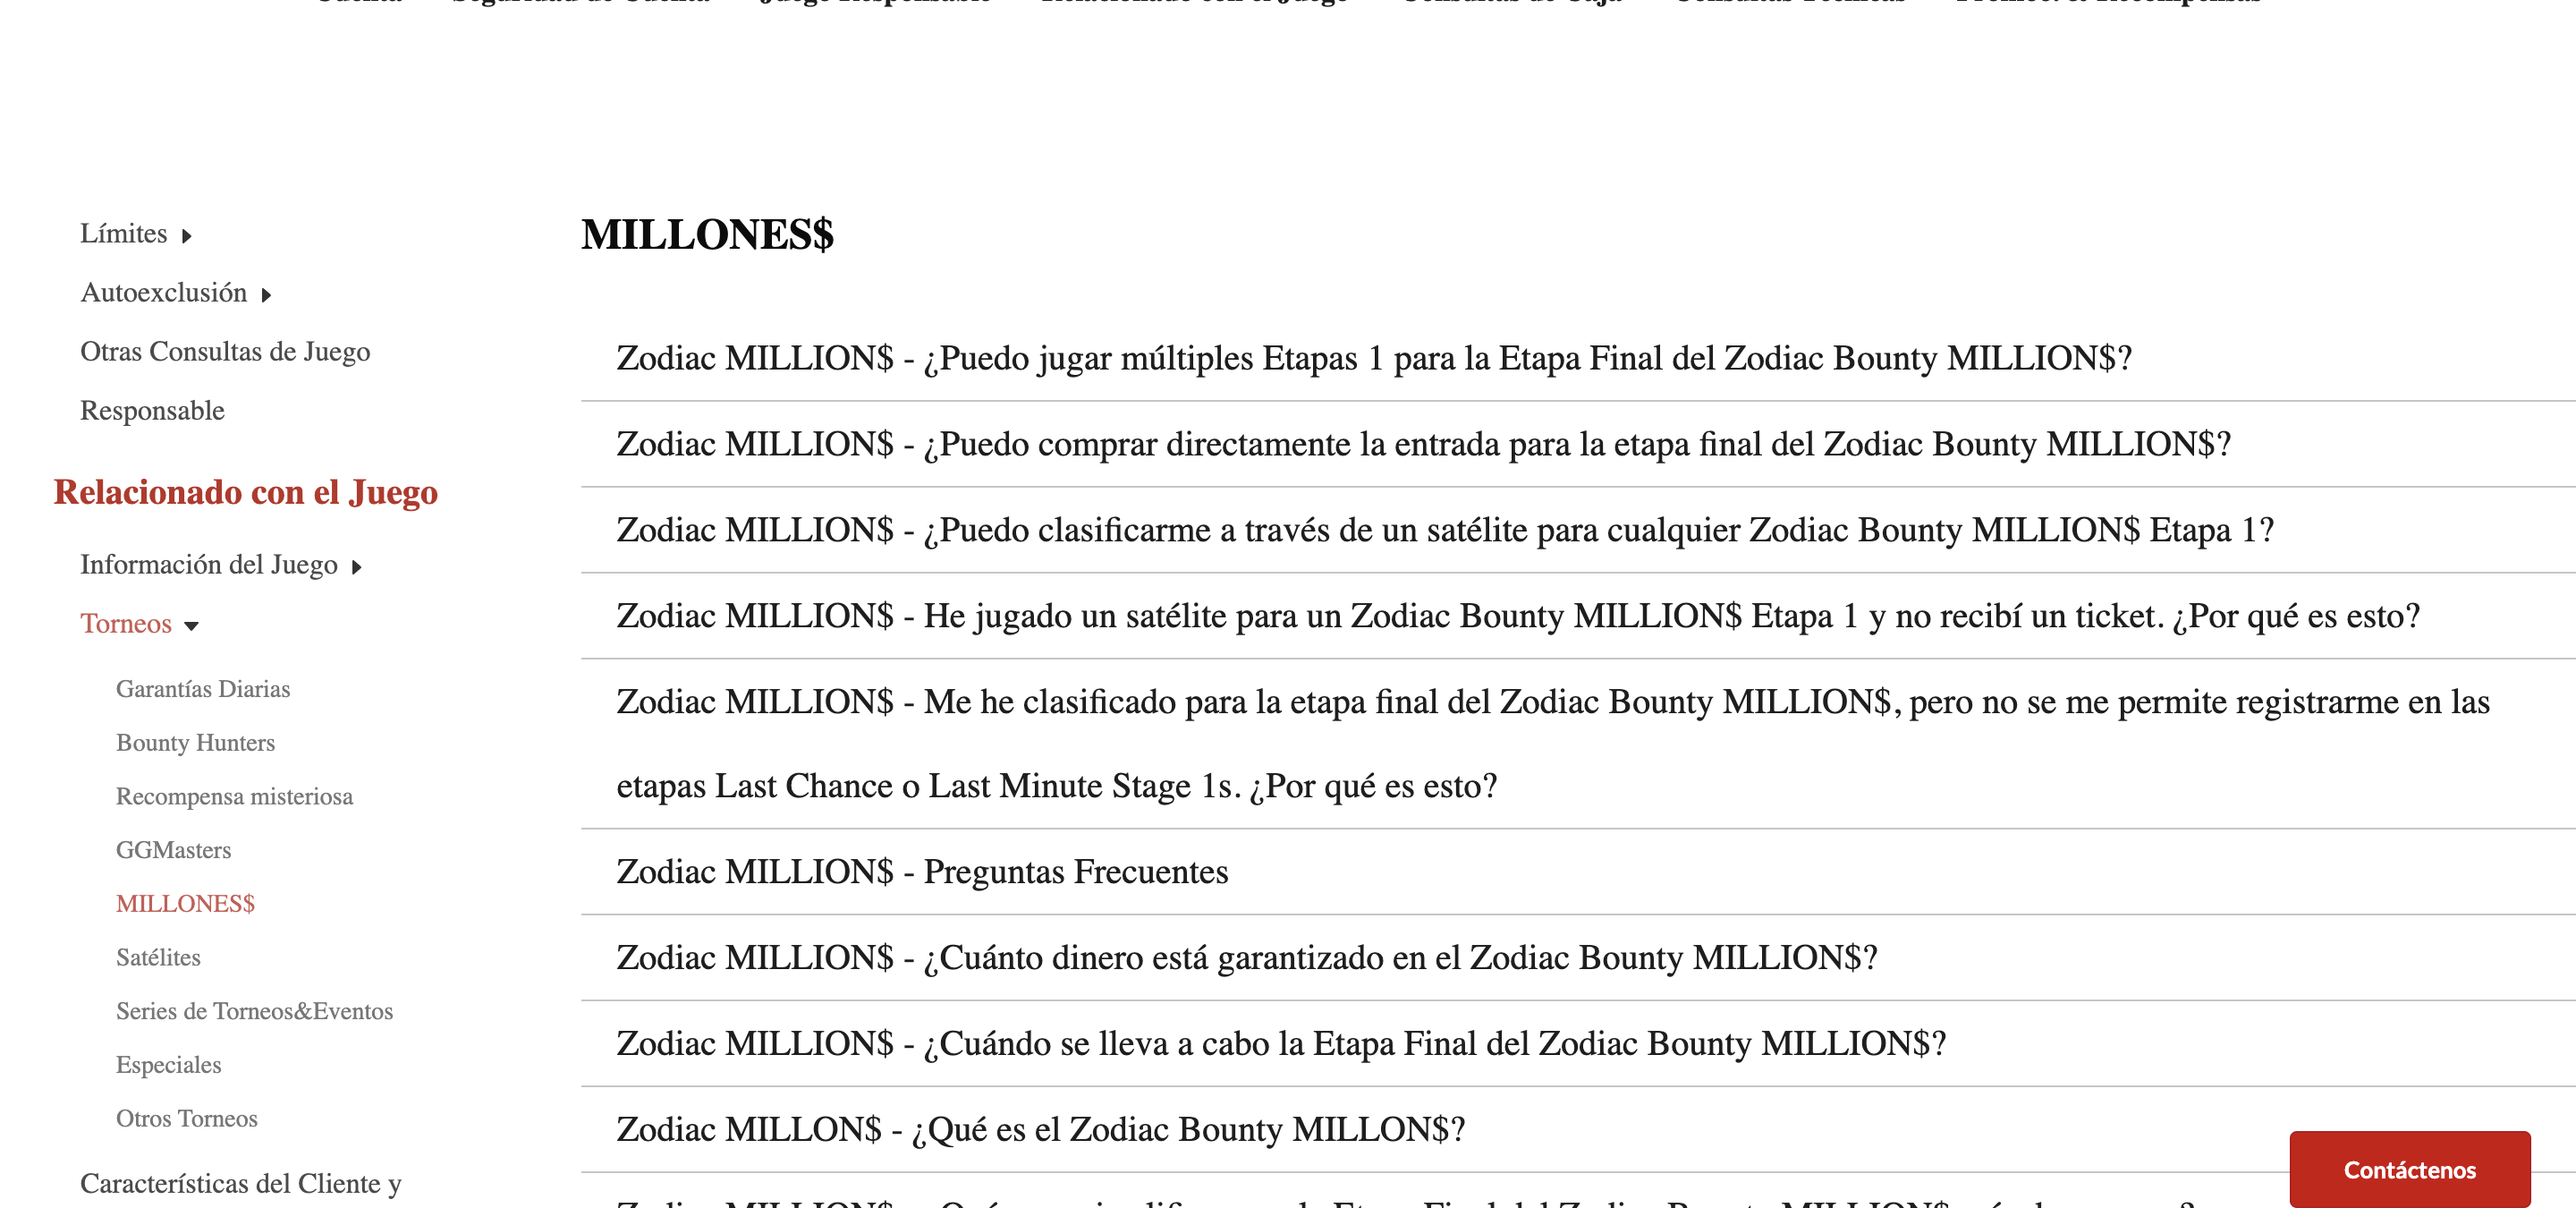 Límites
Autoexclusión
Otras Consultas de Juego
Responsable
Relacionado con el Juego
Información del Juego
Torneos
Garantías Diarias
Bounty Hunters
Recompensa misteriosa
GGMasters
MILLONES$
Satélites
Series de Torneos&Eventos
Especiales
Otros Torneos
Características del Cliente y
MILLONES$
Zodiac MILLION$ - ¿Puedo jugar múltiples Etapas 1 para la Etapa Final del Zodiac Bounty MILLION$?
Zodiac MILLION$ - ¿Puedo comprar directamente la entrada para la etapa final del Zodiac Bounty MILLION$?
Zodiac MILLION$ - ¿Puedo clasificarme a través de un satélite para cualquier Zodiac Bounty MILLION$ Etapa 1?
Zodiac MILLION$ - He jugado un satélite para un Zodiac Bounty MILLION$ Etapa 1 y no recibí un ticket. ¿Por qué es esto?
Zodiac MILLION$ - Me he clasificado para la etapa final del Zodiac Bounty MILLION$, pero no se me permite registrarme en las
etapas Last Chance o Last Minute Stage 1s. ¿Por qué es esto?
Zodiac MILLION$ - Preguntas Frecuentes
Zodiac MILLION$ - ¿Cuánto dinero está garantizado en el Zodiac Bounty MILLION$?
Zodiac MILLION$ - ¿Cuándo se lleva a cabo la Etapa Final del Zodiac Bounty MILLION$?
Zodiac MILLON$ - ¿Qué es el Zodiac Bounty MILLON$?
Contáctenos